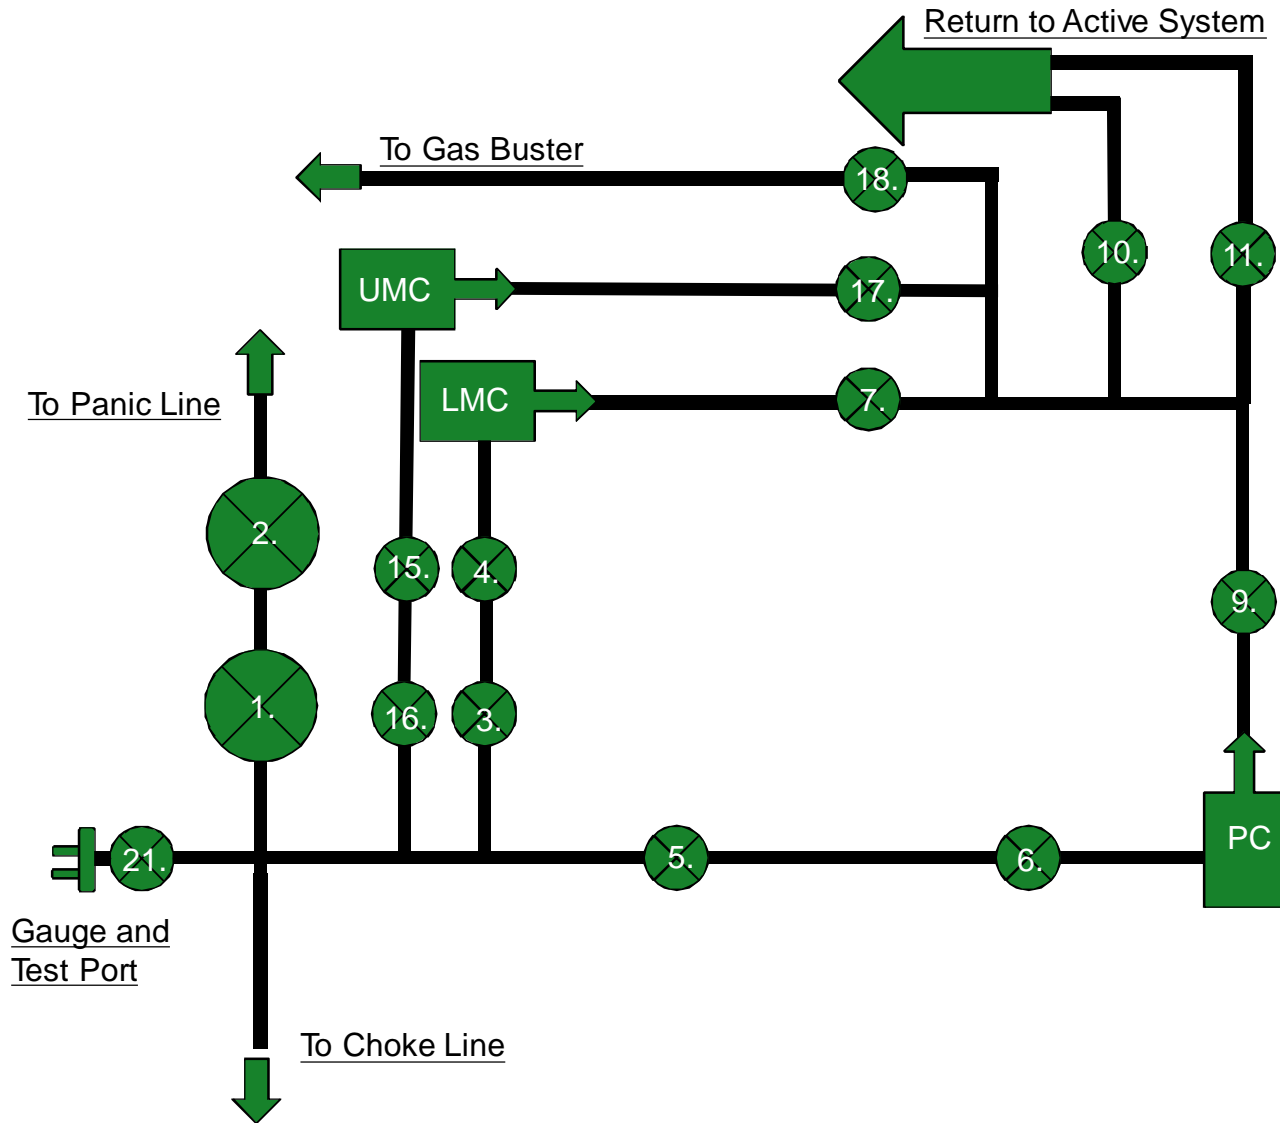 Return to Active System
To Gas Buster
18.
10.
11.
UMC
17.
LMC
7.
To Panic Line
2.
15.
4.
9.
1.
16.
3.
21.
5.
6.
PC
Gauge and
Test Port
To Choke Line